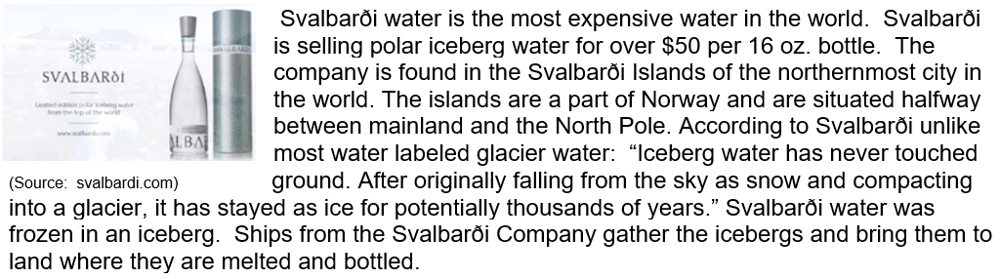 Svalbarði water is the most expensive water in the world.  Svalbarði
is selling polar iceberg water for over $50 per 16 oz. bottle.  The
company is found in the Svalbarði Islands of the northernmost city in
the world. The islands are a part of Norway and are situated halfway
between mainland and the North Pole. According to Svalbarði unlike
most water labeled glacier water:  “Iceberg water has never touched
ground. After originally falling from the sky as snow and compacting
into a glacier, it has stayed as ice for potentially thousands of years.” Svalbarði water was
frozen in an iceberg.  Ships from the Svalbarði Company gather the icebergs and bring them to
land where they are melted and bottled.
SVALBARÐI
Limited edition polar iceberg water
from the top of the world
www.svalbardi.com
ALBA
SVALBARÐI
(Source:  svalbardi.com)